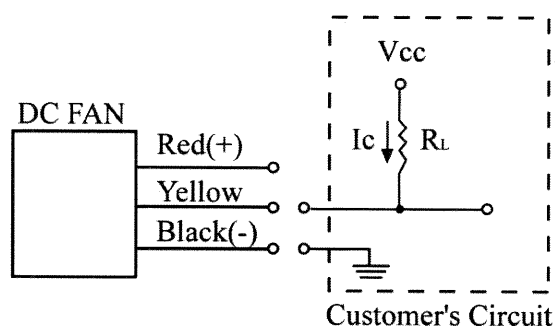 Vcc
DC FAN
Red(+)
Ic
RL
Yellow
Black(-)
Customer's Circuit